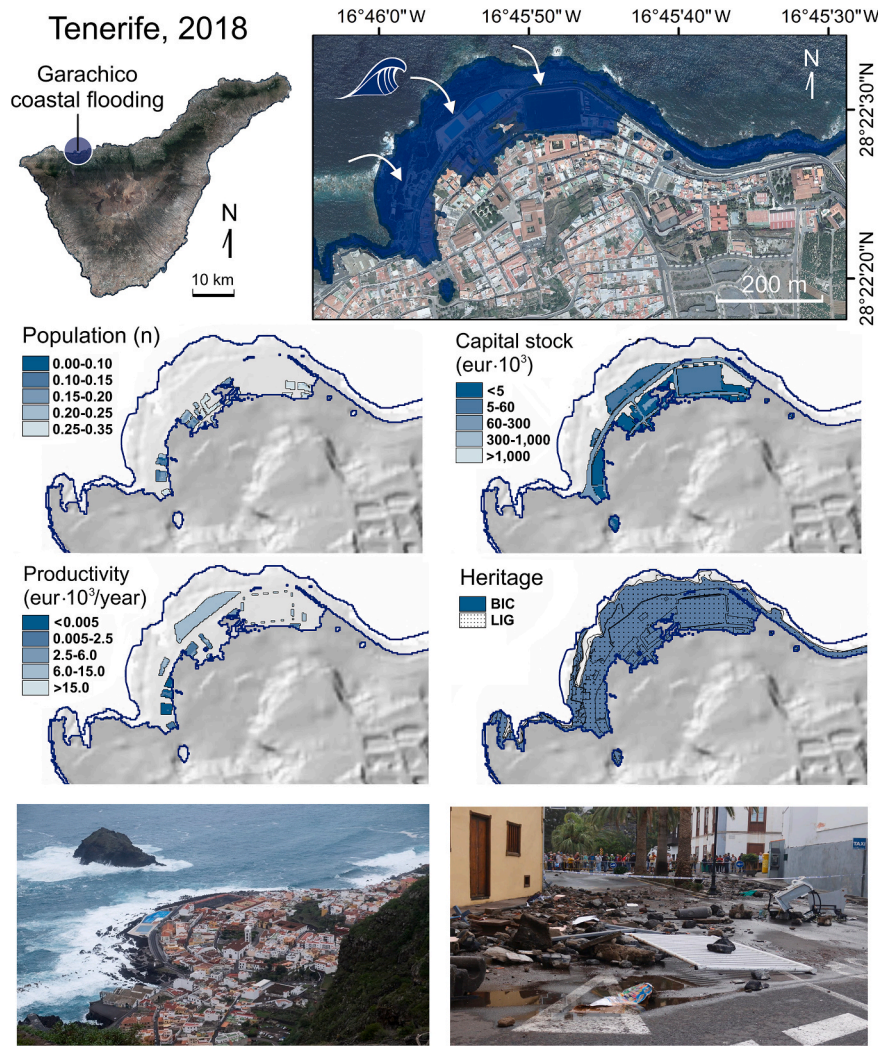 Tenerife, 2018
Garachico
coastal flooding
N
10 km
16°46'0"W
16°45'50"W
16°45'40"W
16°45'30"W
N
28°22'30"N
28°22'20"N
200 m
Population (n)
0.00-0.10
0.10-0.15
0.15-0.20
0.20-0.25
0.25-0.35
Capital stock
(eur·10³)
<5
5-60
60-300
300-1,000
>1,000
Productivity
(eur·10³/year)
<0.005
0.005-2.5
2.5-6.0
6.0-15.0
>15.0
Heritage
BIC
LIG
TAXI